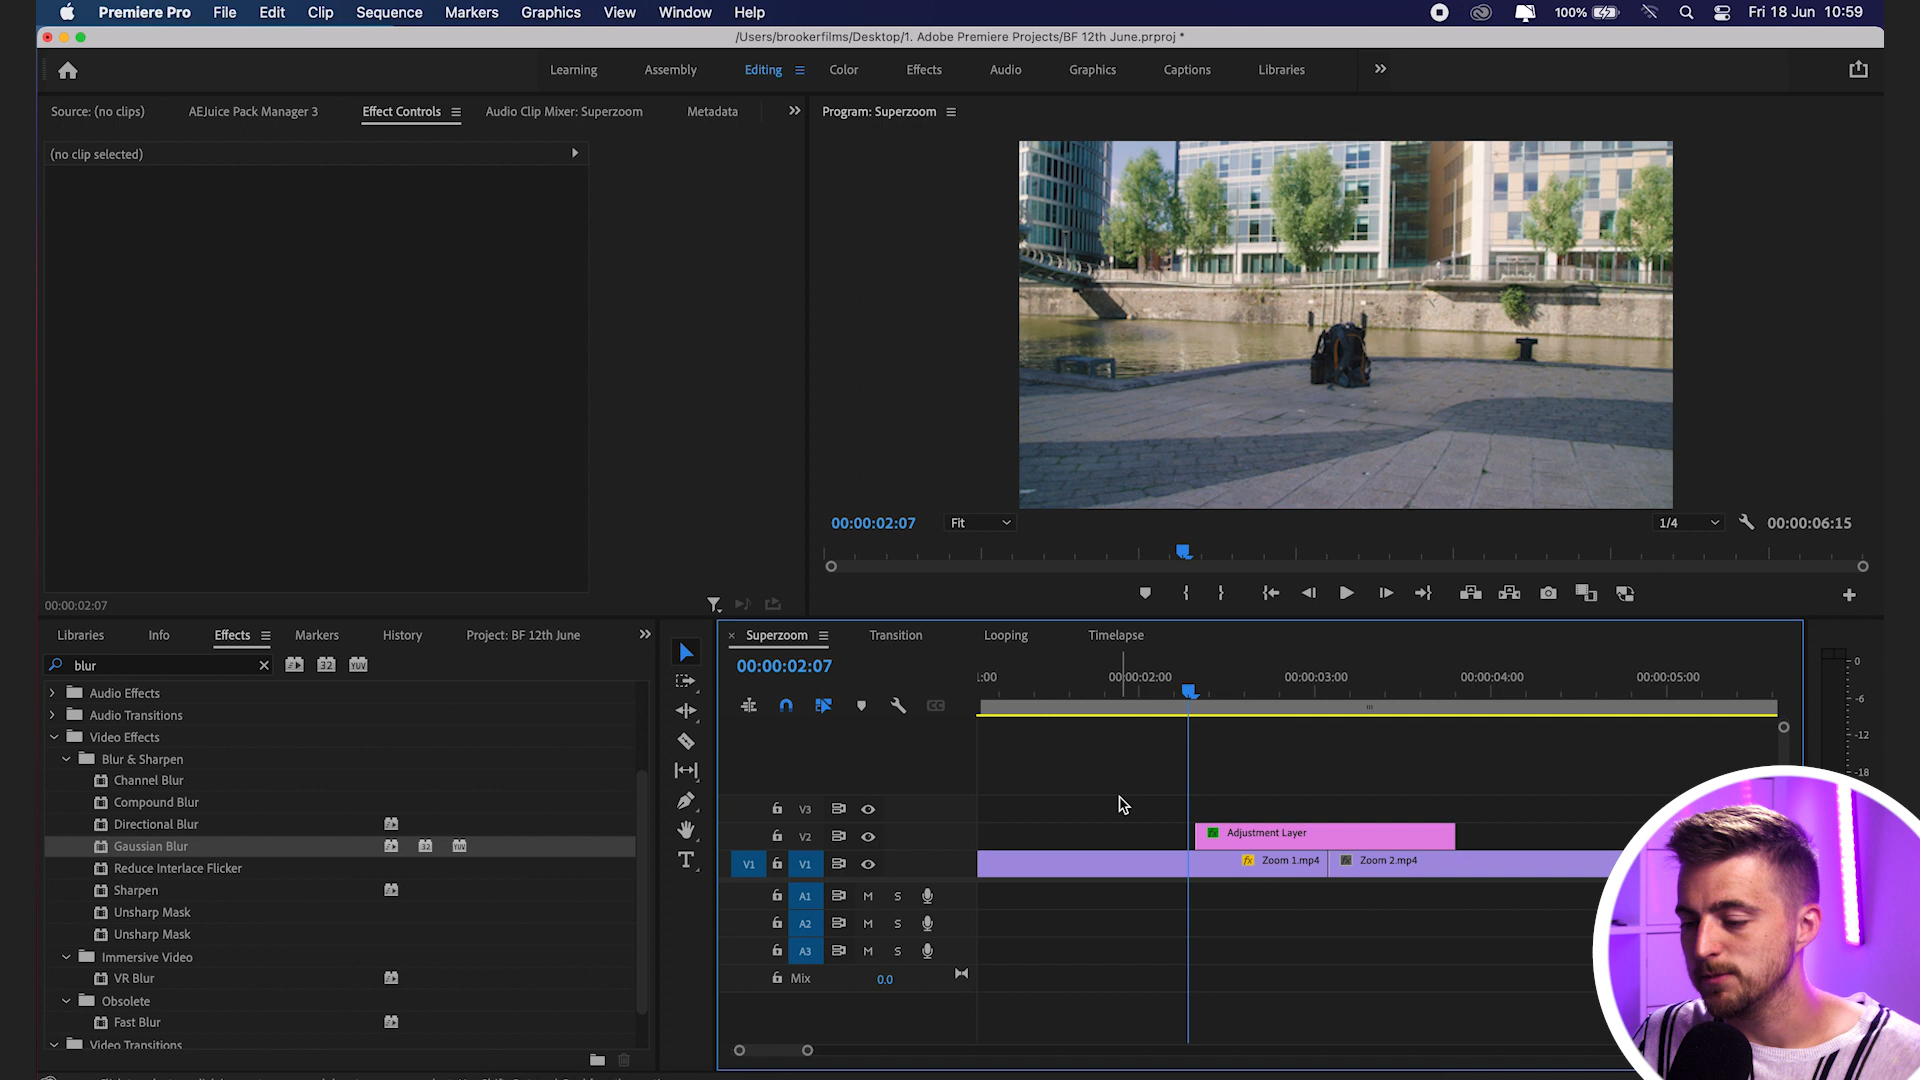 Premiere Pro File Edit Clip Sequence Markers Graphics View Window Help 100% Fri 18 Jun 10:59
/Users/brookerfilms/Desktop/1. Adobe Premiere Projects/BF 12th June.prproj *
Learning Assembly Editing Color Effects Audio Graphics Captions Libraries
Source: (no clips) AEJuice Pack Manager 3 Effect Controls Audio Clip Mixer: Superzoom Metadata
Program: Superzoom
(no clip selected)
00:00:02:07 Fit 1/4 00:00:06:15
00:00:02:07
Libraries Info Effects Markers History Project: BF 12th June
Superzoom Transition Looping Timelapse
blur 32 YUV
00:00:02:07
:00 00:00:02:00 00:00:03:00 00:00:04:00 00:00:05:00
Audio Effects
Audio Transitions
Video Effects
Blur & Sharpen
Channel Blur
Compound Blur
Directional Blur
Gaussian Blur 32 YUV
Reduce Interlace Flicker
Sharpen
Unsharp Mask
Unsharp Mask
Immersive Video
VR Blur
Obsolete
Fast Blur
Video Transitions
CC
V3
V2 fx Adjustment Layer
V1 V1 fx Zoom 1.mp4 fx Zoom 2.mp4
A1 M S
A2 M S
A3 M S
Mix 0.0
0
-6
-12
-18
T